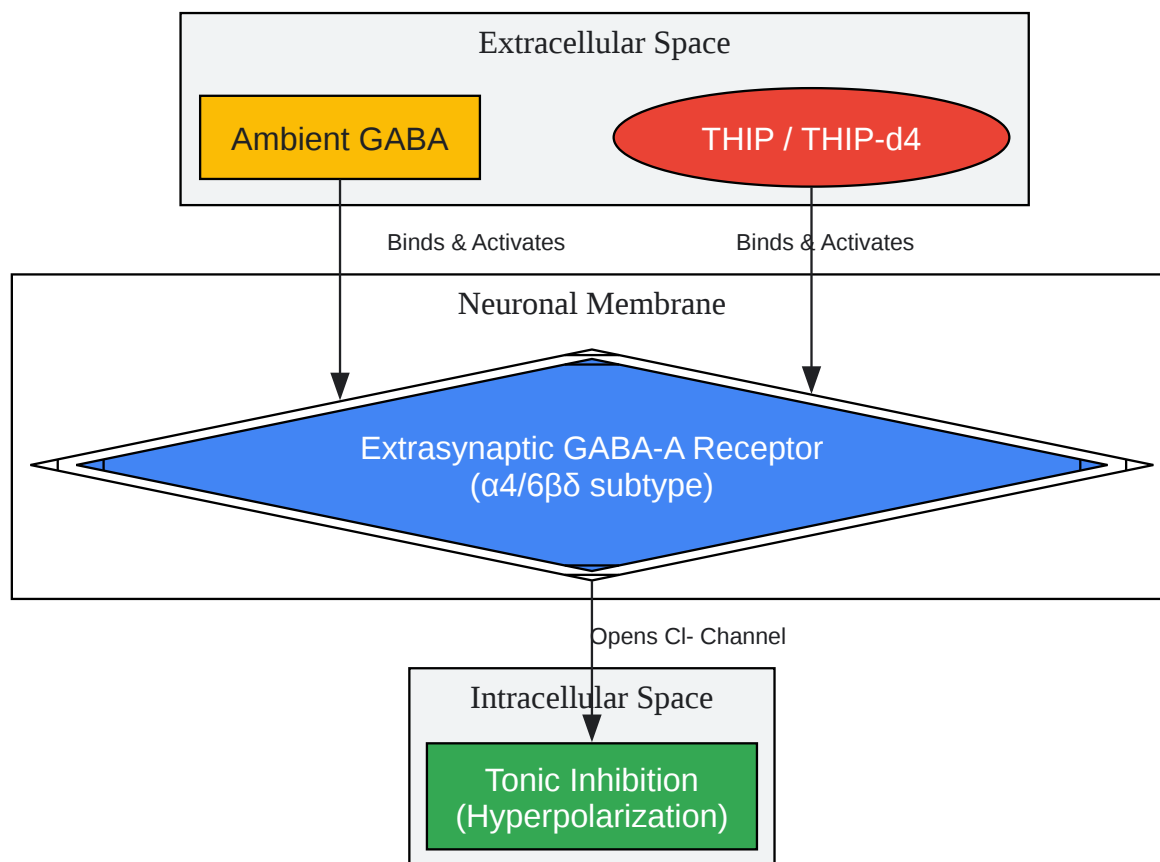 Extracellular Space
Ambient GABA
THIP / THIP-d4
Binds & Activates
Binds & Activates
Neuronal Membrane
Extrasynaptic GABA-A Receptor
(α4/6βδ subtype)
Opens Cl- Channel
Intracellular Space
Tonic Inhibition
(Hyperpolarization)